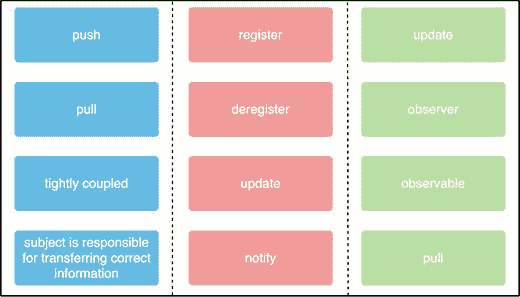 push
register
update
pull
deregister
observer
tightly coupled
update
observable
subject is responsible
for transferring correct
information
notify
pull